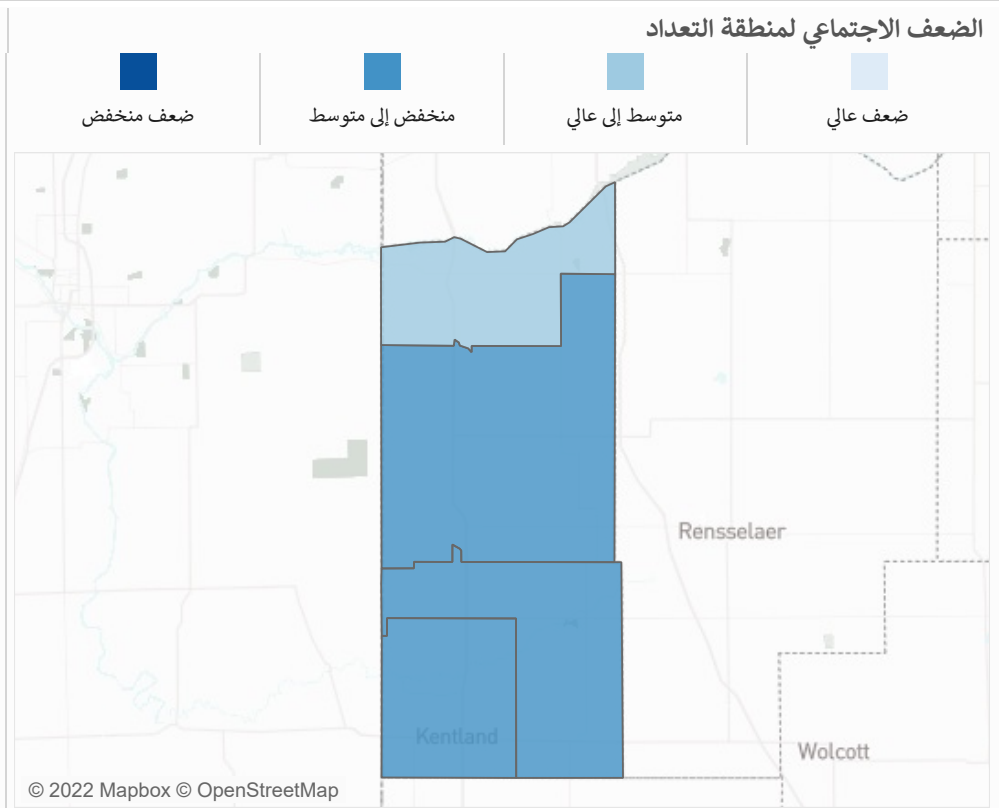 الضعف الاجتماعي لمنطقة التعداد
ضعف عالي
متوسط إلى عالي
منخفض إلى متوسط
ضعف منخفض
Rensselaer
Kentland
Wolcott
© 2022 Mapbox © OpenStreetMap